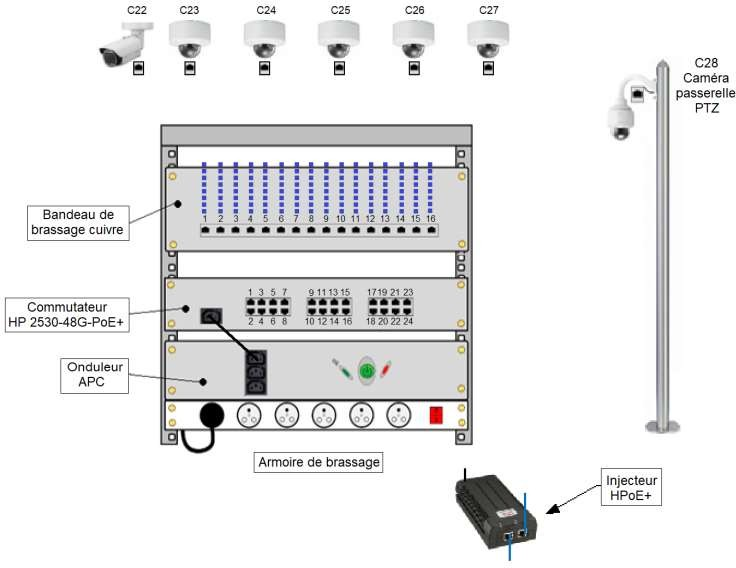 C22 C23 C24 C25 C26 C27
C28
Caméra
passerelle
PTZ
Bandeau de
brassage cuivre
1 2 3 4 5 6 7 8 9 10 11 12 13 14 15 16
Commutateur
HP 2530-48G-PoE+
1 3 5 7 9 11 13 15 17 19 21 23
2 4 6 8 10 12 14 16 18 20 22 24
Onduleur
APC
Armoire de brassage
Injecteur
HPoE+